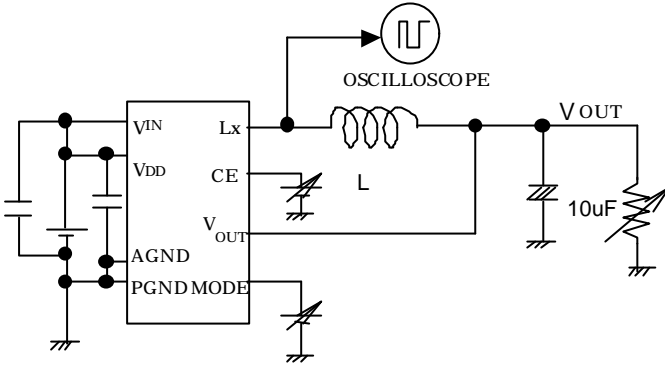 OSCILLOSCOPE
VIN
Lx
VOUT
VDD
CE
L
10uF
VOUT
AGND
PGND
MODE